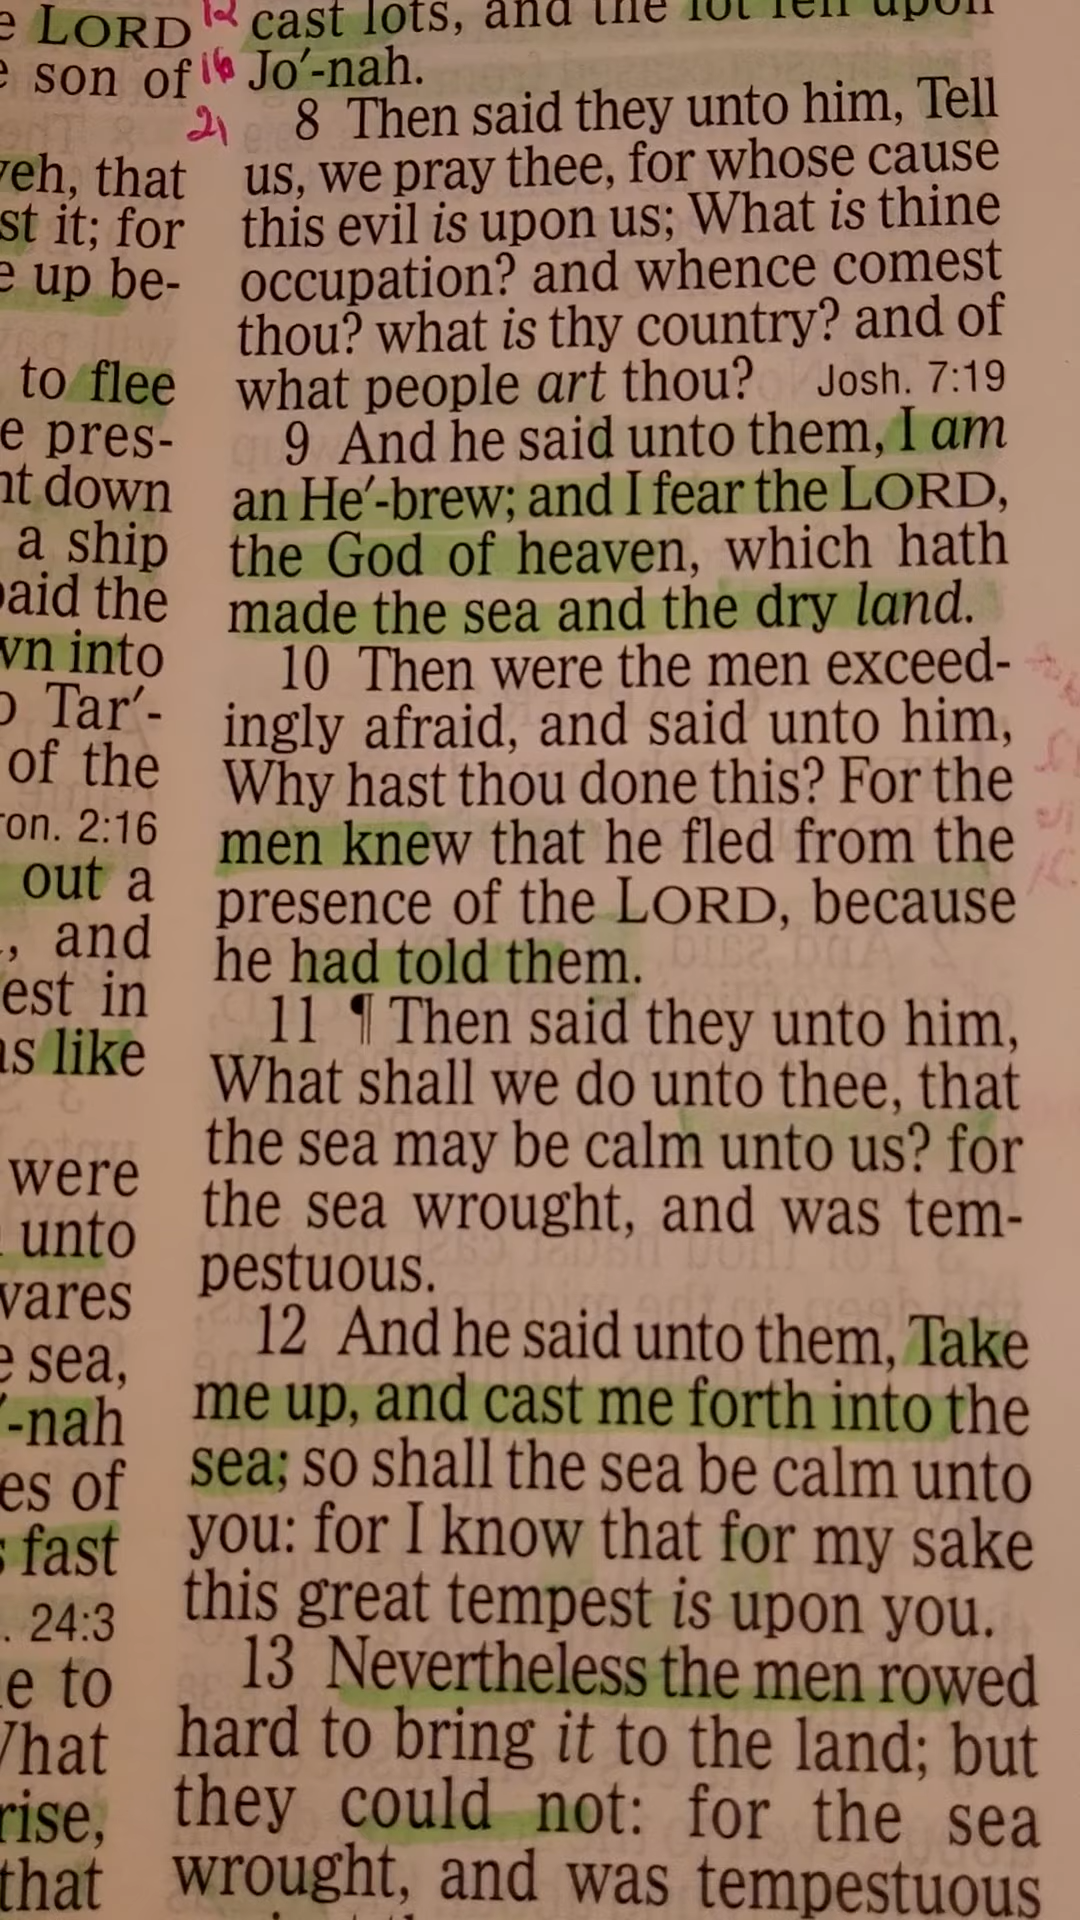 LORD
son of
that
st it; for
up be-
to flee
pres-
down
a ship
the
into
Tar′-
of the
2:16
out a
, and
est in
like
were
unto
sea,
-nah
of
fast
. 24:3
to
that
12
16
21
cast lots, and the lot fell upon
Jo′-nah.
8 Then said they unto him, Tell
us, we pray thee, for whose cause
this evil is upon us; What is thine
occupation? and whence comest
thou? what is thy country? and of
what people art thou? Josh. 7:19
9 And he said unto them, I am
an He′-brew; and I fear the LORD,
the God of heaven, which hath
made the sea and the dry land.
10 Then were the men exceed-
ingly afraid, and said unto him,
Why hast thou done this? For the
men knew that he fled from the
presence of the LORD, because
he had told them.
11 ¶ Then said they unto him,
What shall we do unto thee, that
the sea may be calm unto us? for
the sea wrought, and was tem-
pestuous.
12 And he said unto them, Take
me up, and cast me forth into the
sea; so shall the sea be calm unto
you: for I know that for my sake
this great tempest is upon you.
13 Nevertheless the men rowed
hard to bring it to the land; but
they could not: for the sea
wrought, and was tempestuous